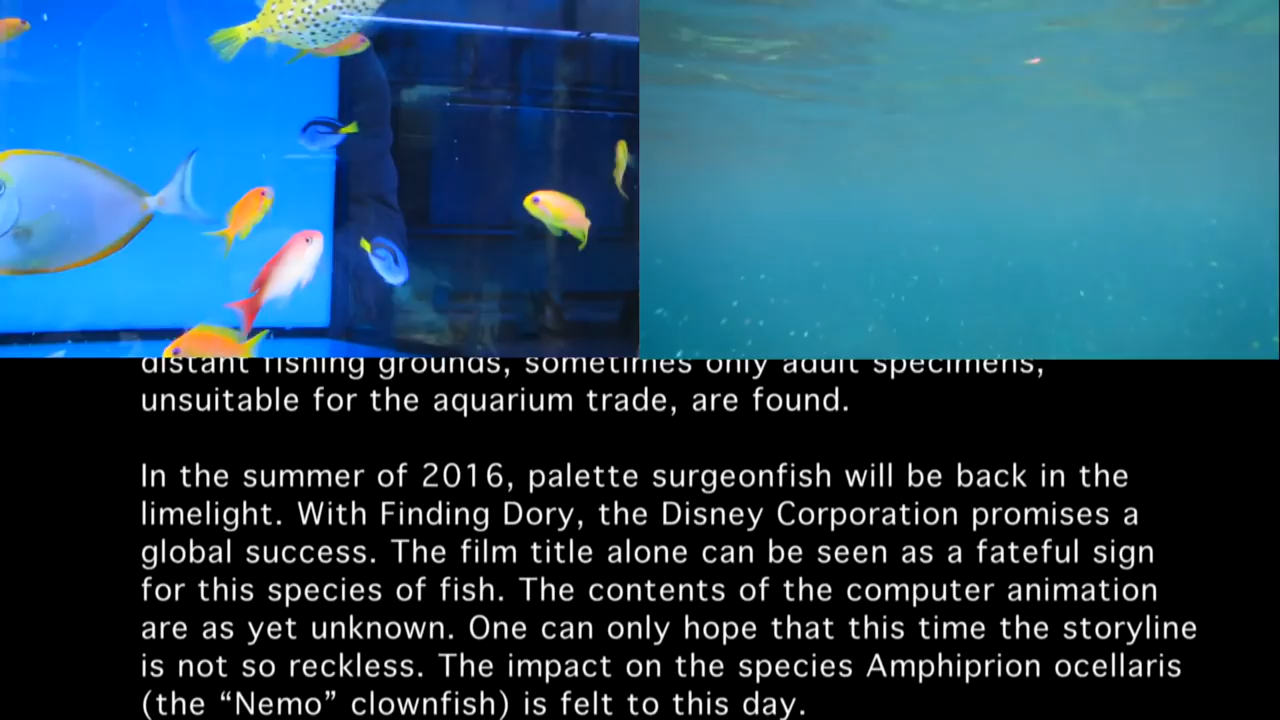 distant fishing grounds, sometimes only adult specimens,
unsuitable for the aquarium trade, are found.
In the summer of 2016, palette surgeonfish will be back in the
limelight. With Finding Dory, the Disney Corporation promises a
global success. The film title alone can be seen as a fateful sign
for this species of fish. The contents of the computer animation
are as yet unknown. One can only hope that this time the storyline
is not so reckless. The impact on the species Amphiprion ocellaris
(the “Nemo” clownfish) is felt to this day.